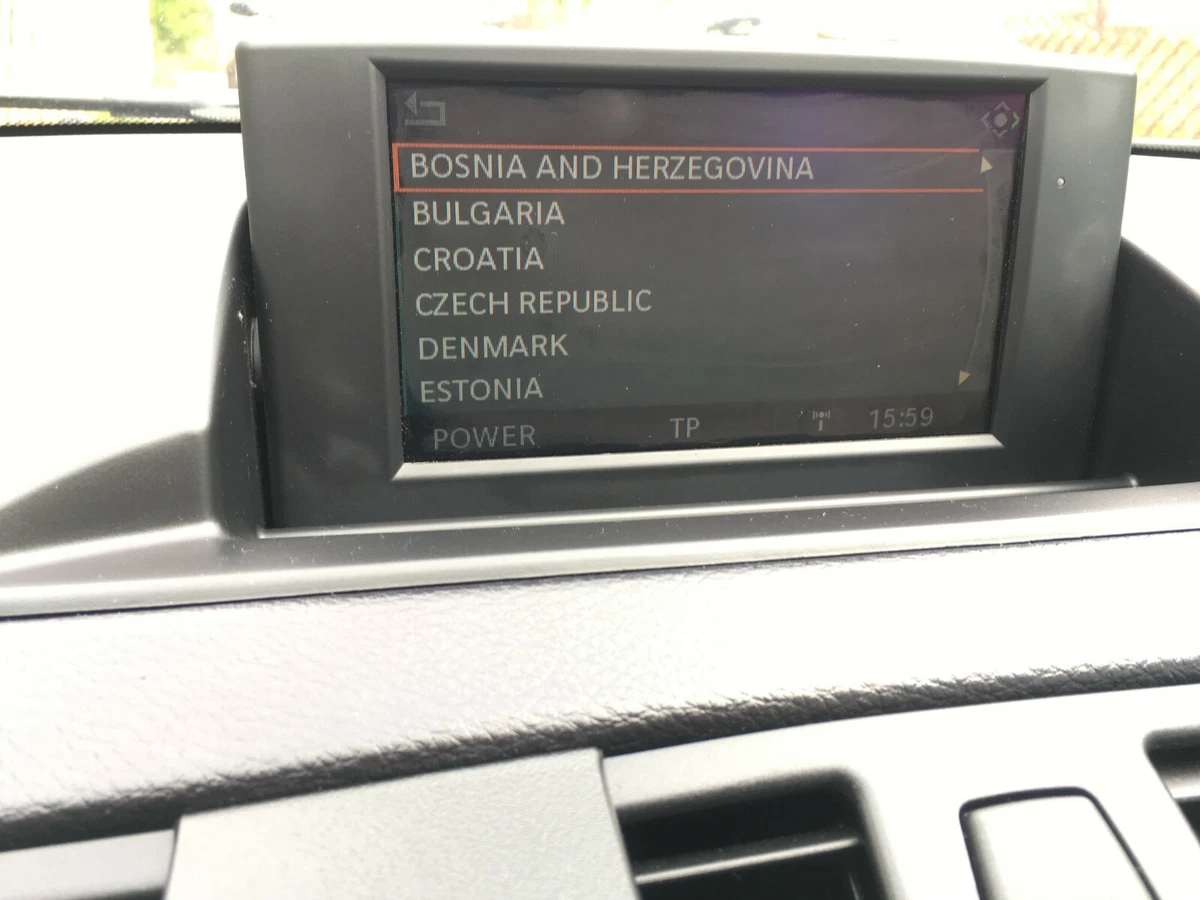 BOSNIA AND HERZEGOVINA
BULGARIA
CROATIA
CZECH REPUBLIC
DENMARK
ESTONIA
POWER TP 15:59